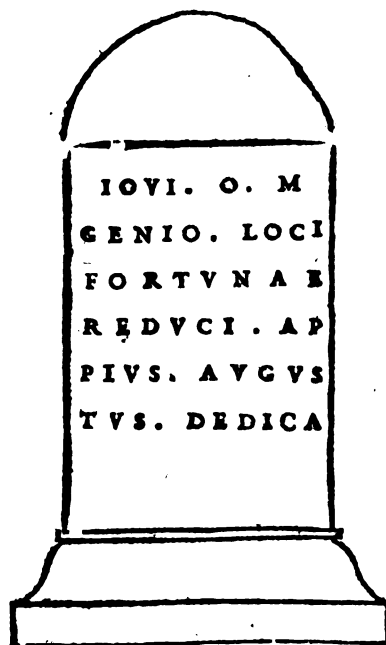 IOVI. O. M
GENIO. LOCI
FORTVNAE
REDVCI. AP
PIVS. AVGVS
TVS. DEDICA